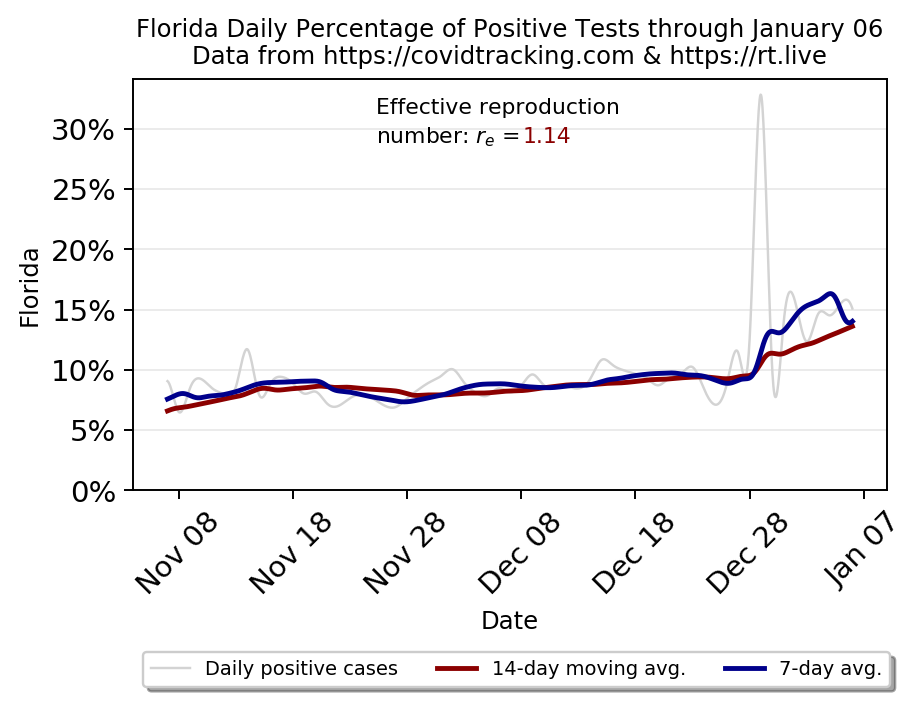 Florida Daily Percentage of Positive Tests through January 06
Data from https://covidtracking.com & https://rt.live
Effective reproduction
number: rₑ =1.14
30%
25%
20%
15%
10%
5%
0%
Florida
Nov 08
Nov 18
Nov 28
Dec 08
Dec 18
Dec 28
Jan 07
Date
Daily positive cases
14-day moving avg.
7-day avg.